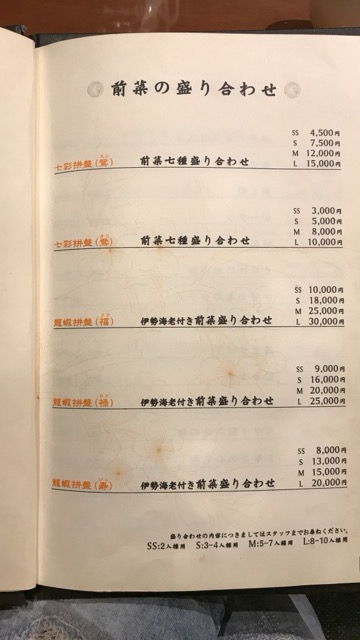 前菜の盛り合わせ
SS 4,500円
S 7,500円
M 12,000円
七彩拼盤(鴛) 前菜七種盛り合わせ L 15,000円
SS 3,000円
S 5,000円
M 8,000円
七彩拼盤(鴦) 前菜七種盛り合わせ L 10,000円
SS 10,000円
S 18,000円
M 25,000円
龍蝦拼盤(福) 伊勢海老付き前菜盛り合わせ L 30,000円
SS 9,000円
S 16,000円
M 20,000円
龍蝦拼盤(禄) 伊勢海老付き前菜盛り合わせ L 25,000円
SS 8,000円
S 13,000円
M 15,000円
龍蝦拼盤(壽) 伊勢海老付き前菜盛り合わせ L 20,000円
盛り合わせの内容につきましてはスタッフまでお尋ねください。
SS:2人様用 S:3-4人様用 M:5-7人様用 L:8-10人様用